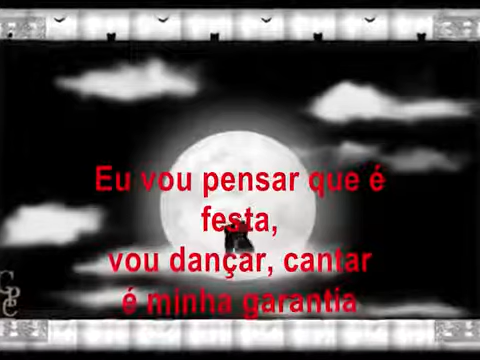 Eu vou pensar que é
festa,
vou dançar, cantar
é minha garantia